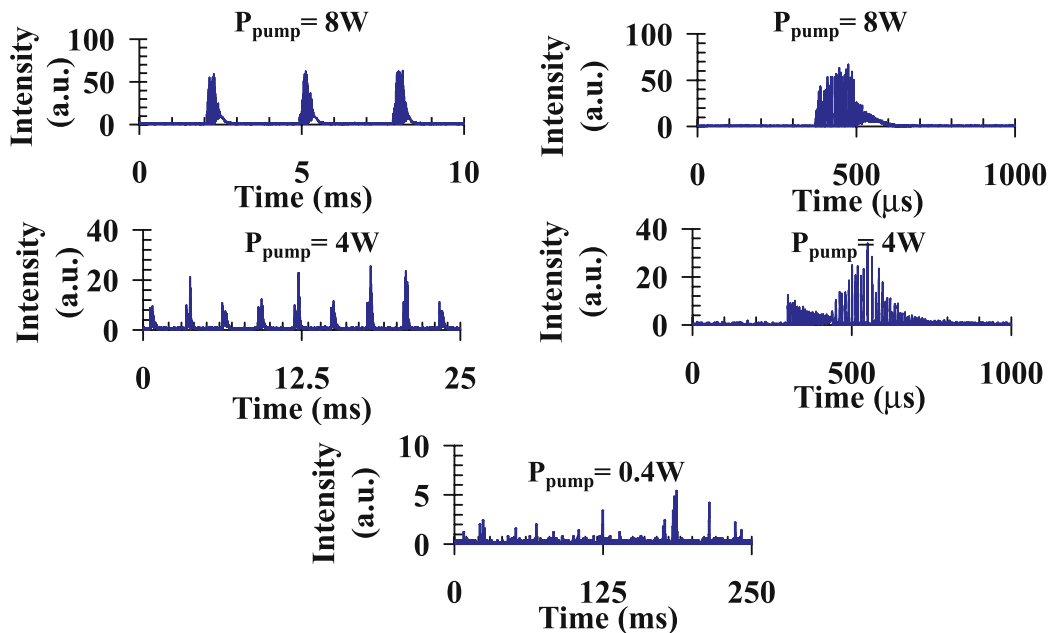 P_pump= 8W
Intensity
(a.u.)
100
50
0
0 5 10
Time (ms)
P_pump= 8W
Intensity
(a.u.)
100
50
0
0 500 1000
Time (μs)
P_pump= 4W
Intensity
(a.u.)
40
20
0
0 12.5 25
Time (ms)
P_pump= 4W
Intensity
(a.u.)
40
20
0
0 500 1000
Time (μs)
P_pump= 0.4W
Intensity
(a.u.)
10
5
0
0 125 250
Time (ms)